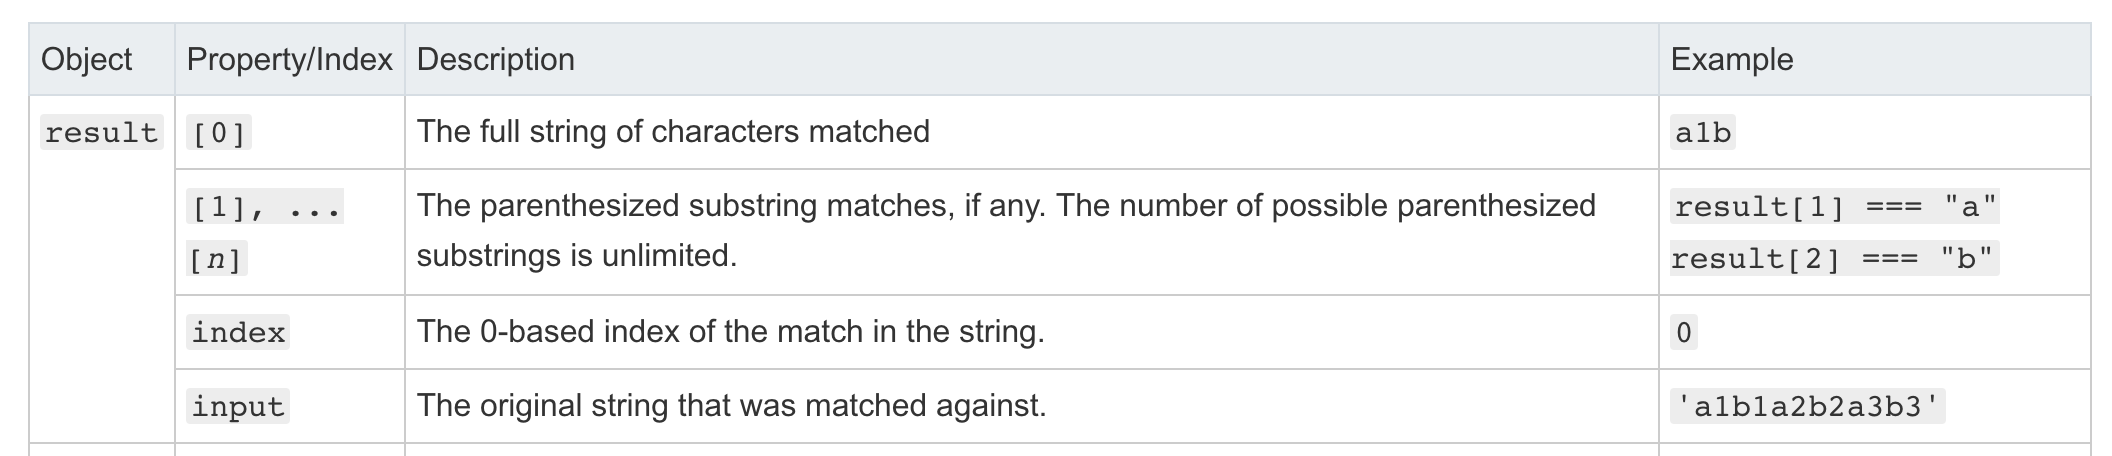 Object Property/Index Description Example
result [0] The full string of characters matched a1b
[1], ... The parenthesized substring matches, if any. The number of possible parenthesized result[1] === "a"
[n] substrings is unlimited. result[2] === "b"
index The 0-based index of the match in the string. 0
input The original string that was matched against. 'a1b1a2b2a3b3'